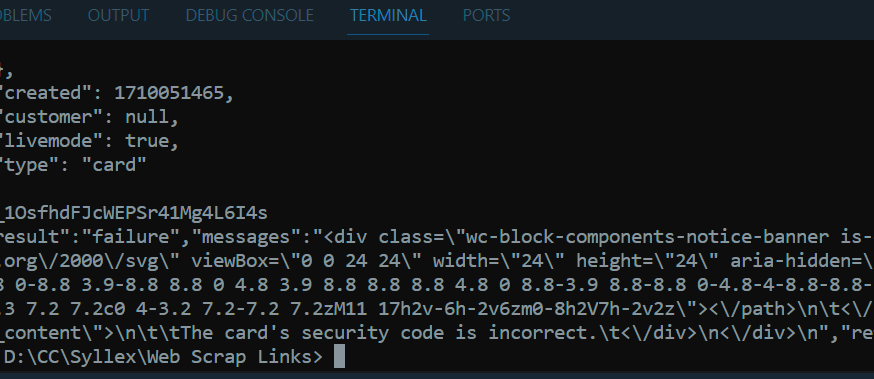 OBLEMS OUTPUT DEBUG CONSOLE TERMINAL PORTS
},
"created": 1710051465,
"customer": null,
"livemode": true,
"type": "card"
_1OsfhdFJcWEPSr41Mg4L6I4s
result":"failure","messages":"<div class=\"wc-block-components-notice-banner is-
.org\/2000\/svg\" viewBox=\"0 0 24 24\" width=\"24\" height=\"24\" aria-hidden=\
8 0-4.8 3.9-8.8 8.8 0 4.8 3.9 8.8 8.8 8.8 4.8 0 8.8-3.9 8.8-8.8 0-4.8-4-8.8-8.8-
.3 7.2 7.2c0 4-3.2 7.2-7.2 7.2zM11 17h2v-6h-2v6zm0-8h2V7h-2v2z\"><\/path>\n\t<\/
_content\">\n\t\tThe card's security code is incorrect.\t<\/div>\n<\/div>\n","re
D:\CC\Syllex\Web Scrap Links>